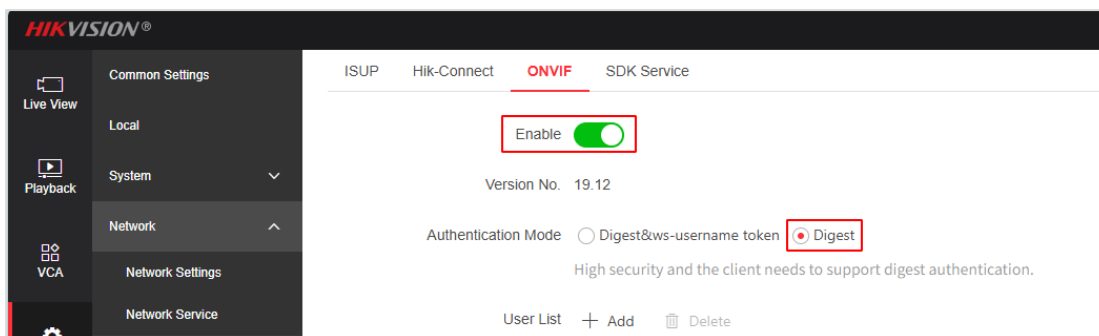 HIKVISION®
Live View
Playback
VCA
Common Settings
Local
System
Network
Network Settings
Network Service
ISUP Hik-Connect ONVIF SDK Service
Enable
Version No. 19.12
Authentication Mode Digest&ws-username token Digest
High security and the client needs to support digest authentication.
User List + Add Delete